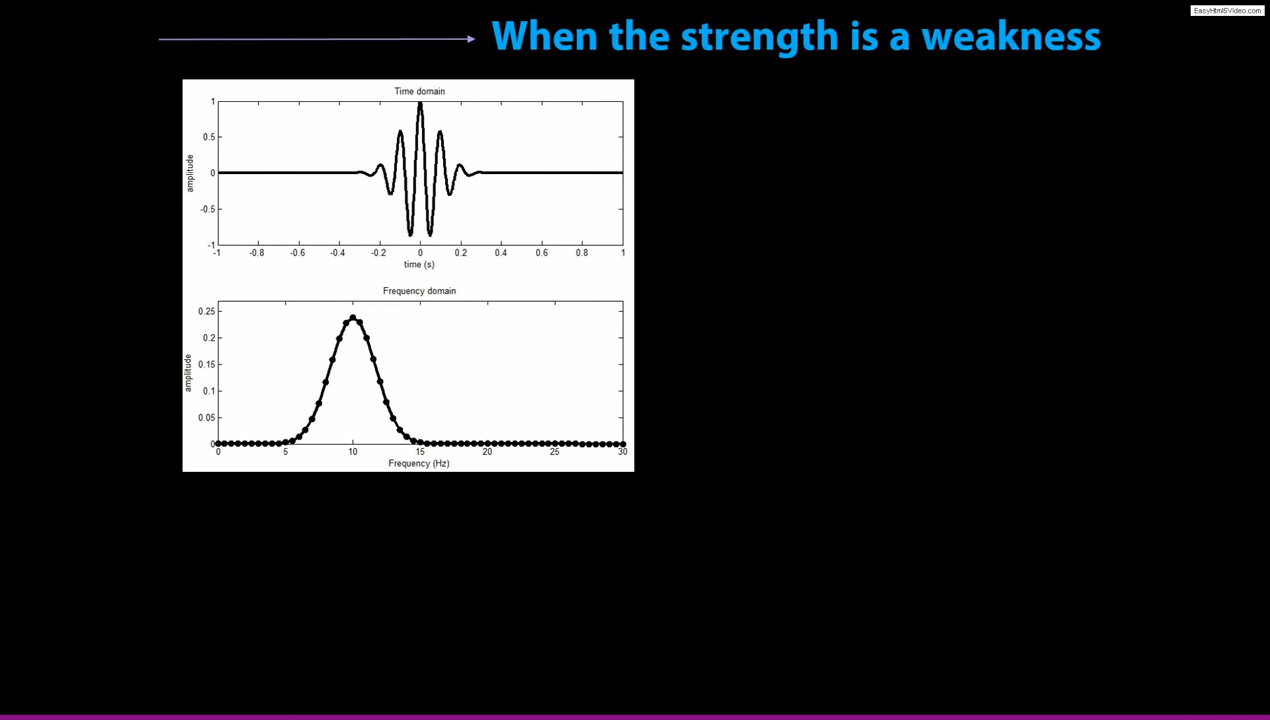 EasyHtml5Video.com
When the strength is a weakness
Time domain
1
0.5
0
-0.5
-1
amplitude
-1 -0.8 -0.6 -0.4 -0.2 0 0.2 0.4 0.6 0.8 1
time (s)
Frequency domain
0.25
0.2
0.15
0.1
0.05
0
amplitude
0 5 10 15 20 25 30
Frequency (Hz)